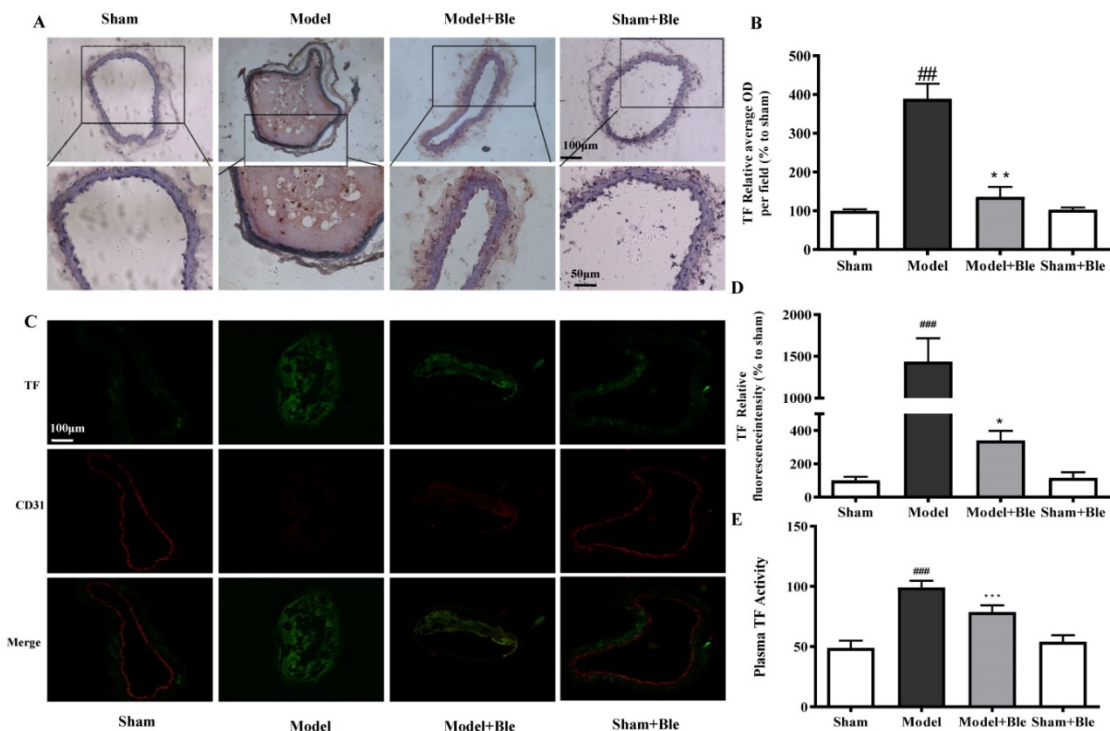 A
Sham
Model
Model+Ble
Sham+Ble
100μm
50μm
B
TF Relative average OD
per field (% to sham)
500
400
300
200
100
0
##
* *
Sham
Model
Model+Ble
Sham+Ble
C
TF
100μm
CD31
Merge
Sham
Model
Model+Ble
Sham+Ble
D
TF Relative
fluorescenceintensity (% to sham)
2000
1500
1000
400
200
0
###
*
Sham
Model
Model+Ble
Sham+Ble
E
Plasma TF Activity
150
100
50
0
###
***
Sham
Model
Model+Ble
Sham+Ble